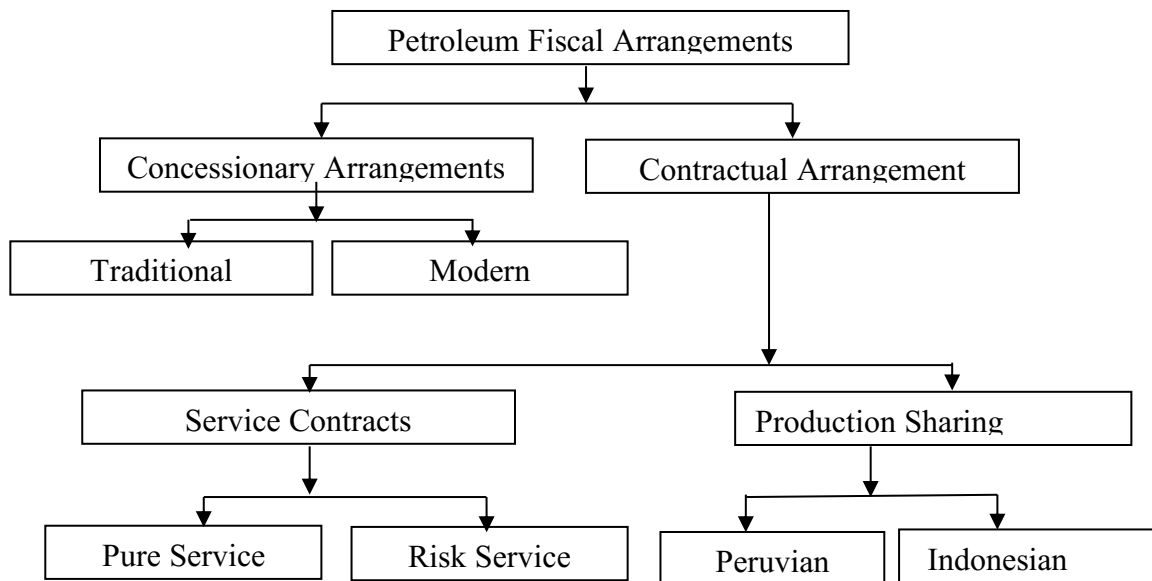 Petroleum Fiscal Arrangements
Concessionary Arrangements
Contractual Arrangement
Traditional
Modern
Service Contracts
Production Sharing
Pure Service
Risk Service
Peruvian
Indonesian